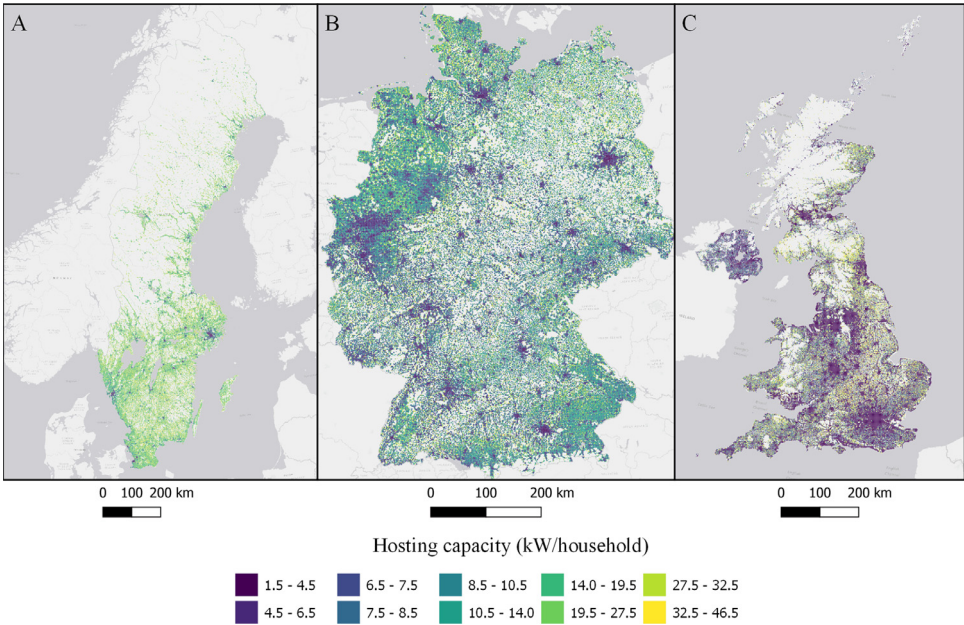 A
B
C
0 100 200 km
0 100 200
0 100 200 km
Hosting capacity (kW/household)
1.5 - 4.5
6.5 - 7.5
8.5 - 10.5
14.0 - 19.5
27.5 - 32.5
4.5 - 6.5
7.5 - 8.5
10.5 - 14.0
19.5 - 27.5
32.5 - 46.5